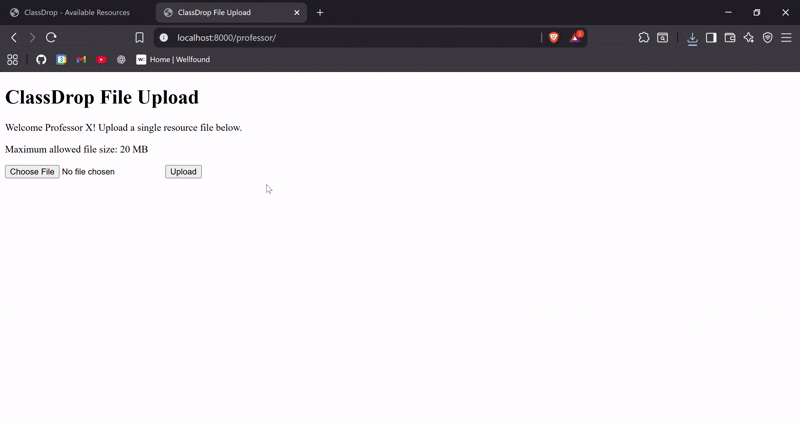 ClassDrop - Available Resources
ClassDrop File Upload
localhost:8000/professor/
Home | Wellfound
ClassDrop File Upload
Welcome Professor X! Upload a single resource file below.
Maximum allowed file size: 20 MB
Choose File No file chosen Upload